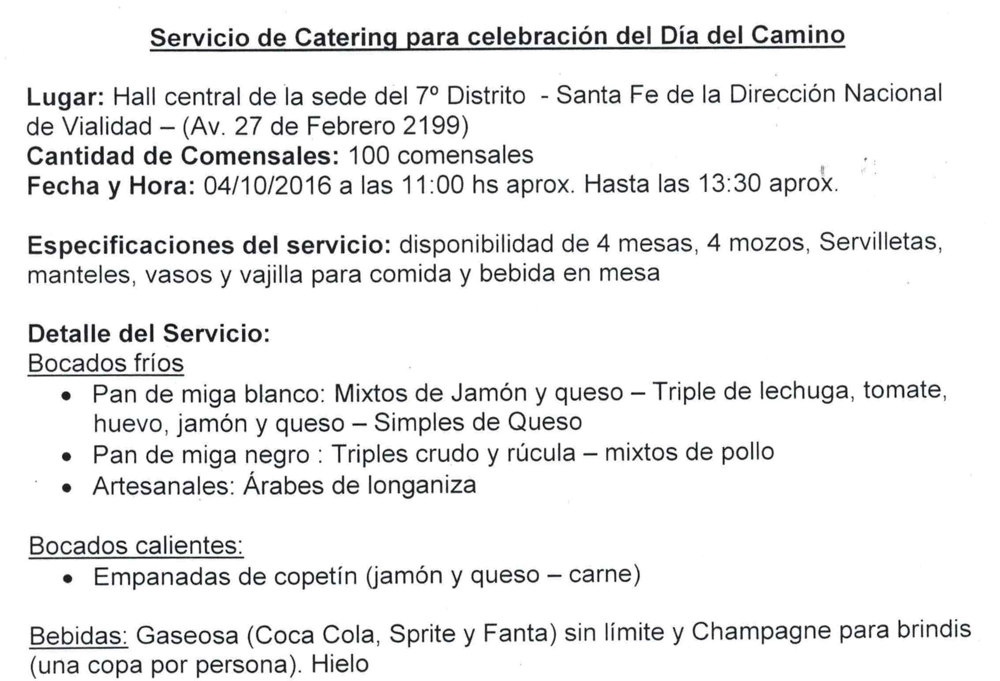 Servicio de Catering para celebración del Día del Camino
Lugar: Hall central de la sede del 7º Distrito - Santa Fe de la Dirección Nacional
de Vialidad – (Av. 27 de Febrero 2199)
Cantidad de Comensales: 100 comensales
Fecha y Hora: 04/10/2016 a las 11:00 hs aprox. Hasta las 13:30 aprox.
Especificaciones del servicio: disponibilidad de 4 mesas, 4 mozos, Servilletas,
manteles, vasos y vajilla para comida y bebida en mesa
Detalle del Servicio:
Bocados fríos
• Pan de miga blanco: Mixtos de Jamón y queso – Triple de lechuga, tomate,
huevo, jamón y queso – Simples de Queso
• Pan de miga negro : Triples crudo y rúcula – mixtos de pollo
• Artesanales: Árabes de longaniza
Bocados calientes:
• Empanadas de copetín (jamón y queso – carne)
Bebidas: Gaseosa (Coca Cola, Sprite y Fanta) sin límite y Champagne para brindis
(una copa por persona). Hielo